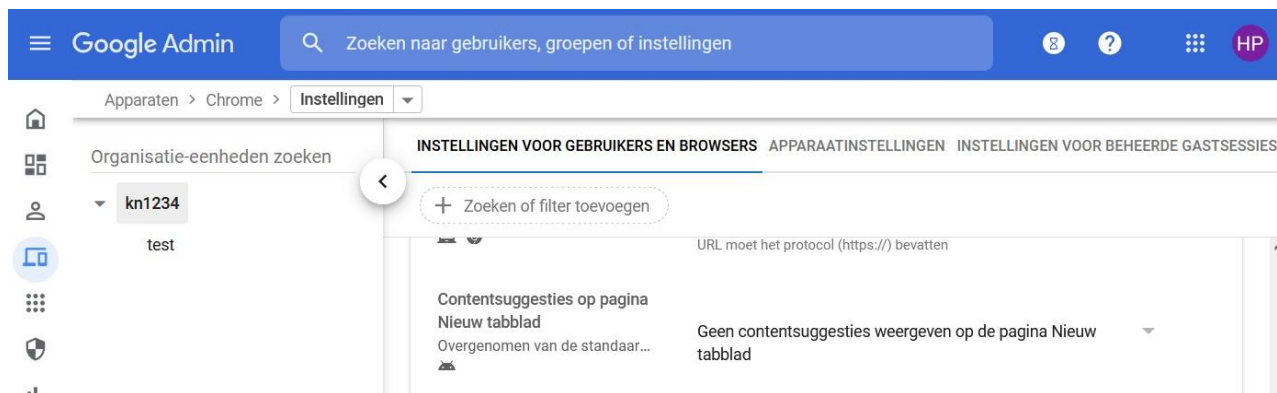 Google Admin
Zoeken naar gebruikers, groepen of instellingen
HP
Apparaten > Chrome > Instellingen
Organisatie-eenheden zoeken
kn1234
test
INSTELLINGEN VOOR GEBRUIKERS EN BROWSERS APPARAATINSTELLINGEN INSTELLINGEN VOOR BEHEERDE GASTSESSIES
Zoeken of filter toevoegen
URL moet het protocol (https://) bevatten
Contentsuggesties op pagina
Nieuw tabblad
Overgenomen van de standaar...
Geen contentsuggesties weergeven op de pagina Nieuw
tabblad